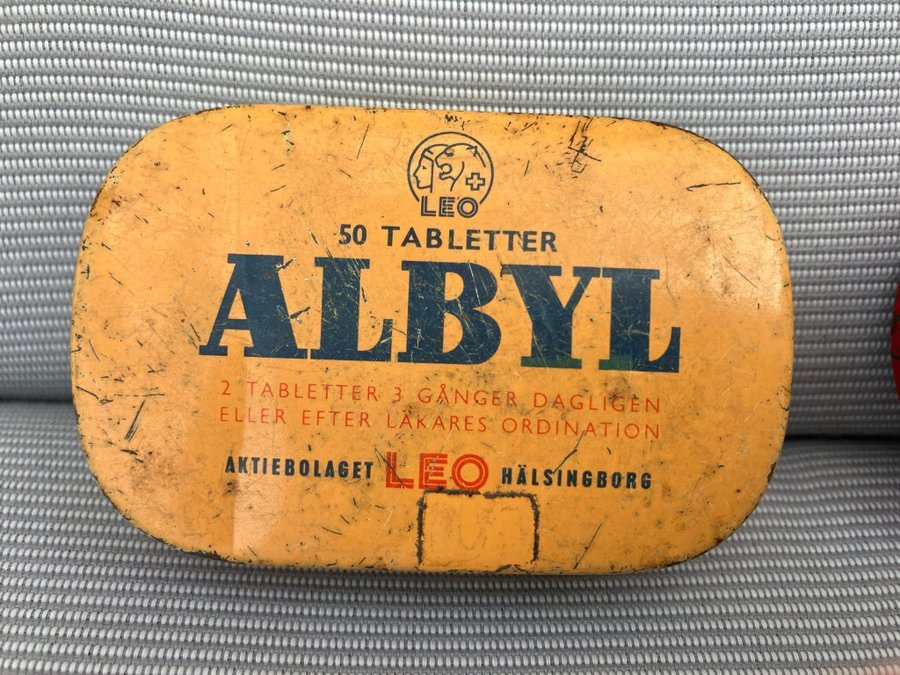 LEO
50 TABLETTER
ALBYL
2 TABLETTER 3 GÅNGER DAGLIGEN
ELLER EFTER LÄKARES ORDINATION
AKTIEBOLAGET LEO HÄLSINGBORG